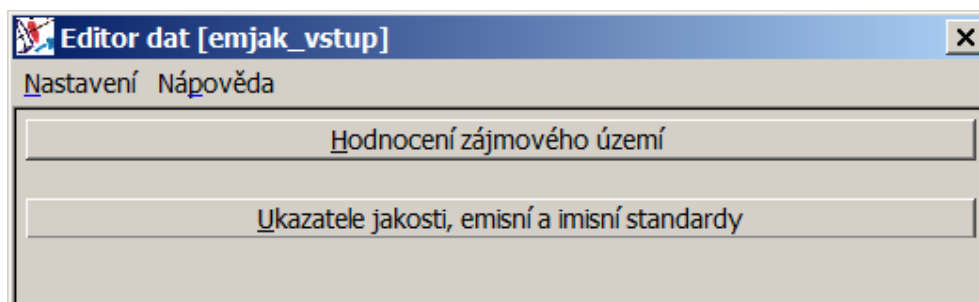 Editor dat [emjak_vstup]
Nastavení Nápověda
Hodnocení zájmového území
Ukazatele jakosti, emisní a imisní standardy